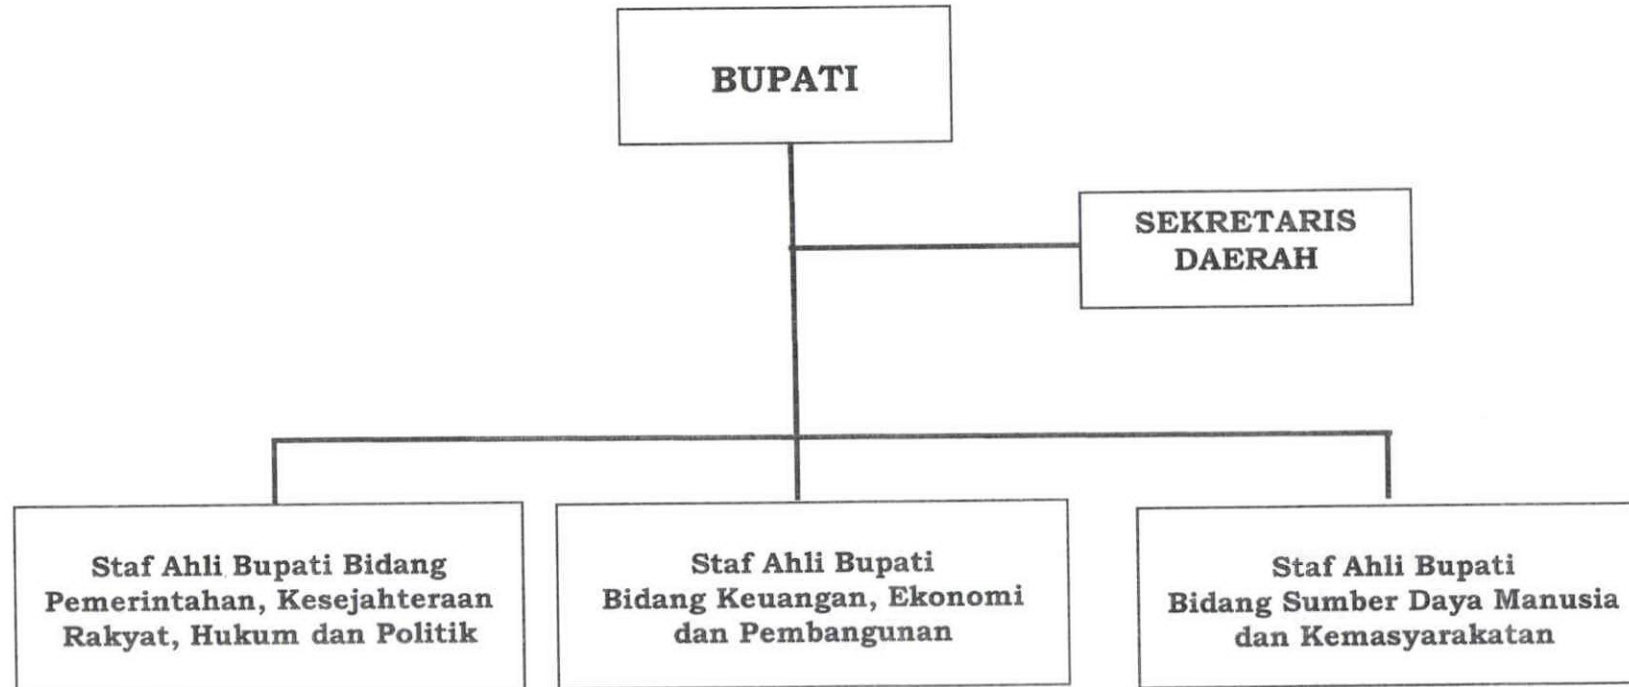 BUPATI
SEKRETARIS
DAERAH
Staf Ahli Bupati Bidang
Pemerintahan, Kesejahteraan
Rakyat, Hukum dan Politik
Staf Ahli Bupati
Bidang Keuangan, Ekonomi
dan Pembangunan
Staf Ahli Bupati
Bidang Sumber Daya Manusia
dan Kemasyarakatan